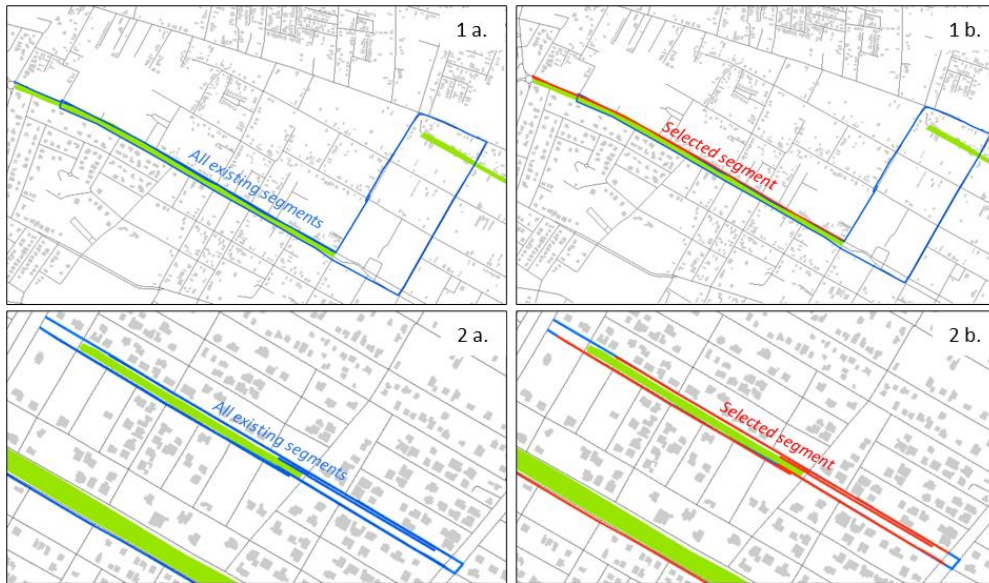 1 a.
All existing segments
1 b.
Selected segment
2 a.
All existing segments
2 b.
Selected segment